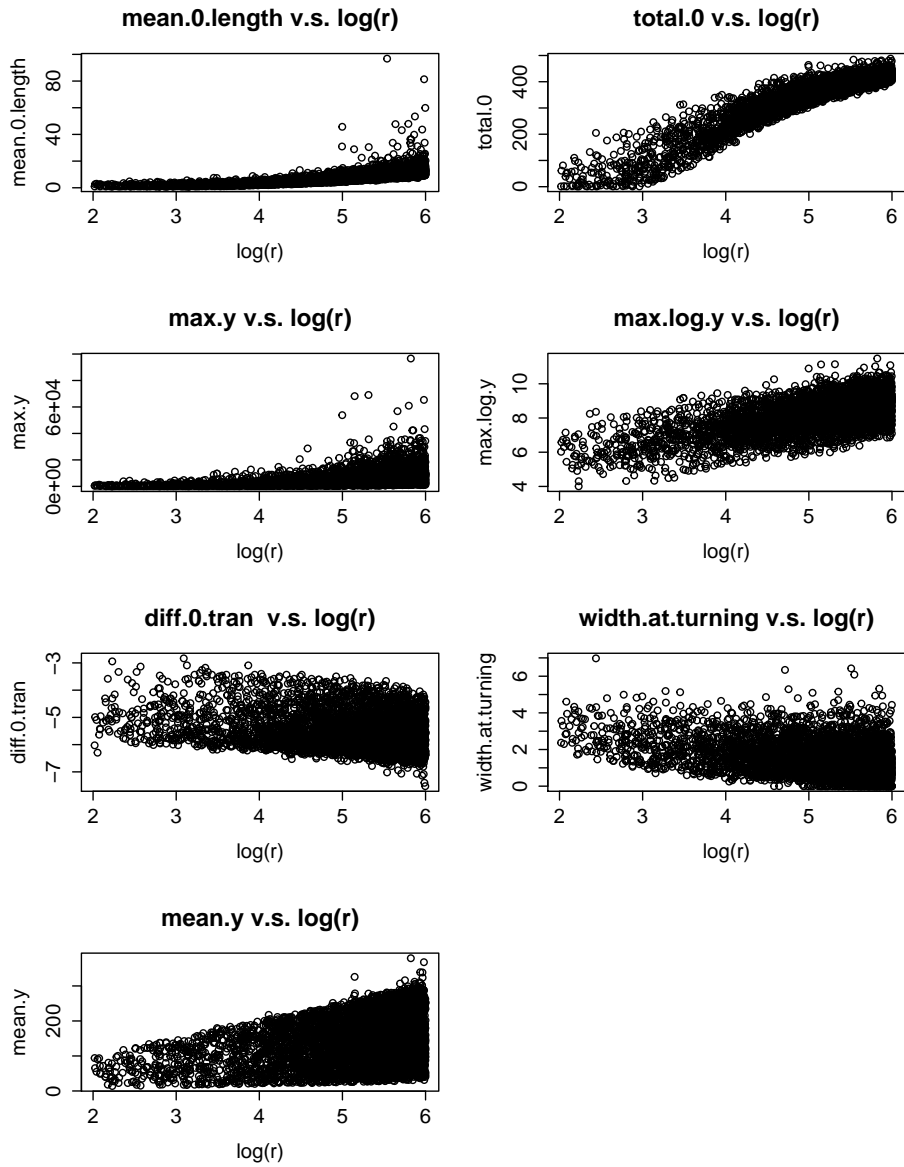 mean.0.length v.s. log(r)
mean.0.length
0 40 80
2 3 4 5 6
log(r)
total.0 v.s. log(r)
total.0
0 200 400
2 3 4 5 6
log(r)
max.y v.s. log(r)
max.y
0e+00 6e+04
2 3 4 5 6
log(r)
max.log.y v.s. log(r)
max.log.y
4 6 8 10
2 3 4 5 6
log(r)
diff.0.tran v.s. log(r)
diff.0.tran
−7 −5 −3
2 3 4 5 6
log(r)
width.at.turning v.s. log(r)
width.at.turning
0 2 4 6
2 3 4 5 6
log(r)
mean.y v.s. log(r)
mean.y
0 200
2 3 4 5 6
log(r)